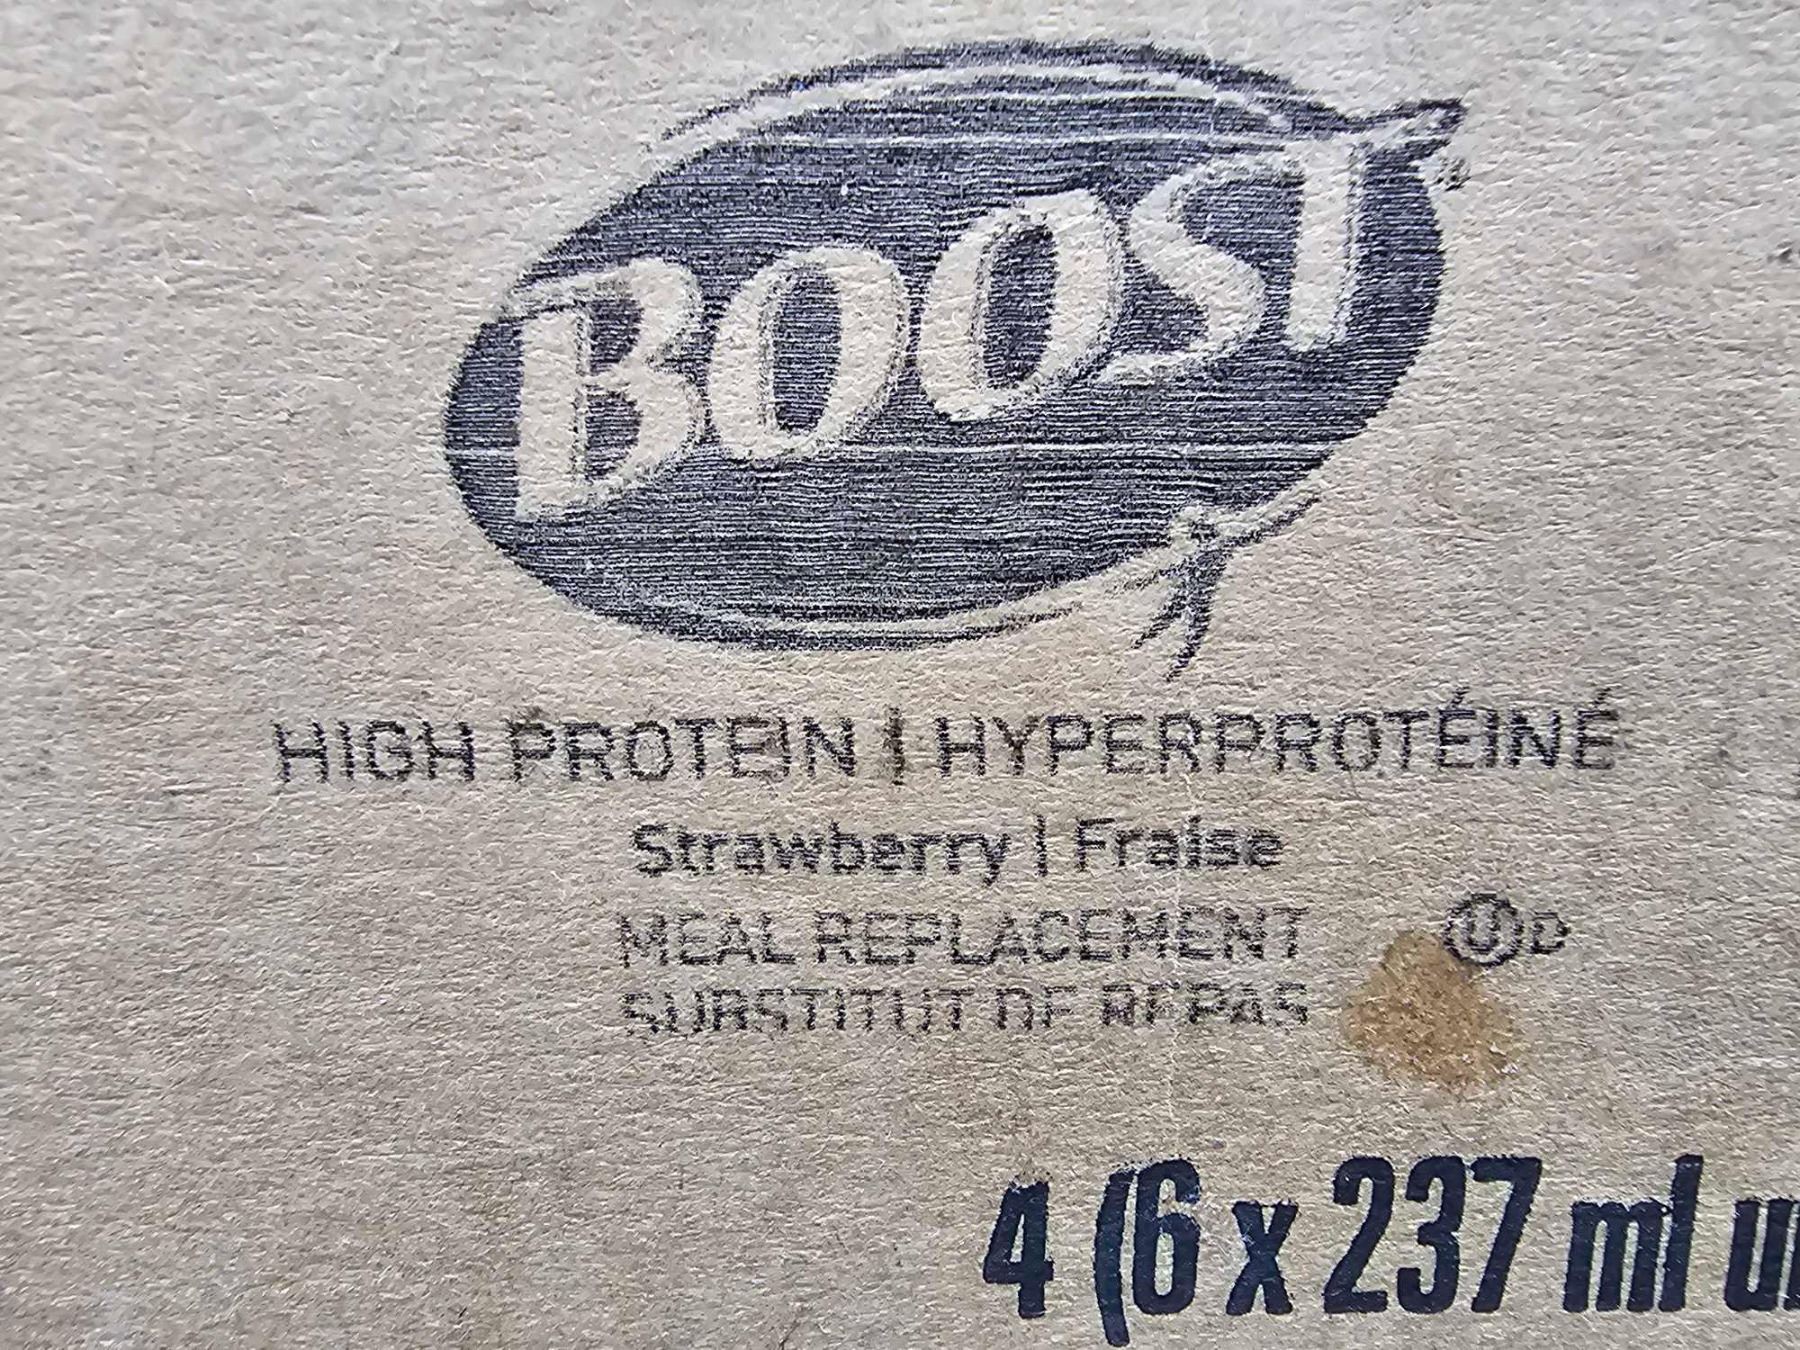 BOOST
HIGH PROTEIN | HYPERPROTÉINÉ
Strawberry | Fraise
MEAL REPLACEMENT
SUBSTITUT DE REPAS
Ⓤ D
4 (6 x 237 ml